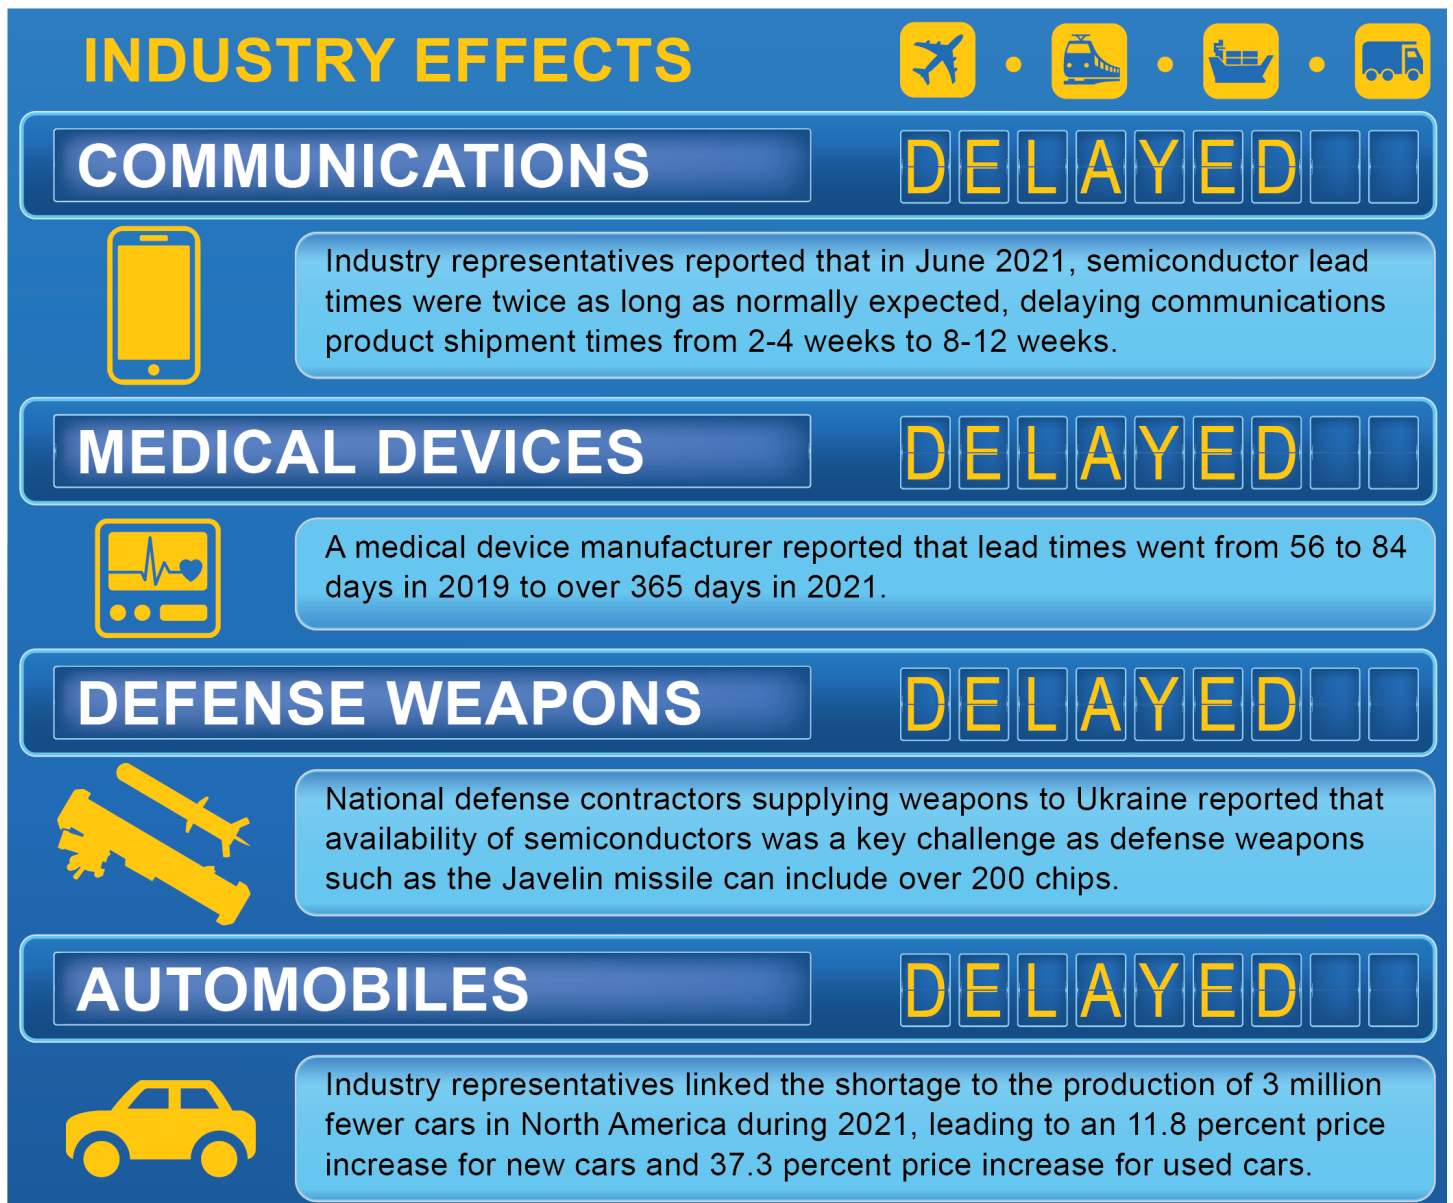 INDUSTRY EFFECTS
COMMUNICATIONS DELAYED
Industry representatives reported that in June 2021, semiconductor lead
times were twice as long as normally expected, delaying communications
product shipment times from 2-4 weeks to 8-12 weeks.
MEDICAL DEVICES DELAYED
A medical device manufacturer reported that lead times went from 56 to 84
days in 2019 to over 365 days in 2021.
DEFENSE WEAPONS DELAYED
National defense contractors supplying weapons to Ukraine reported that
availability of semiconductors was a key challenge as defense weapons
such as the Javelin missile can include over 200 chips.
AUTOMOBILES DELAYED
Industry representatives linked the shortage to the production of 3 million
fewer cars in North America during 2021, leading to an 11.8 percent price
increase for new cars and 37.3 percent price increase for used cars.